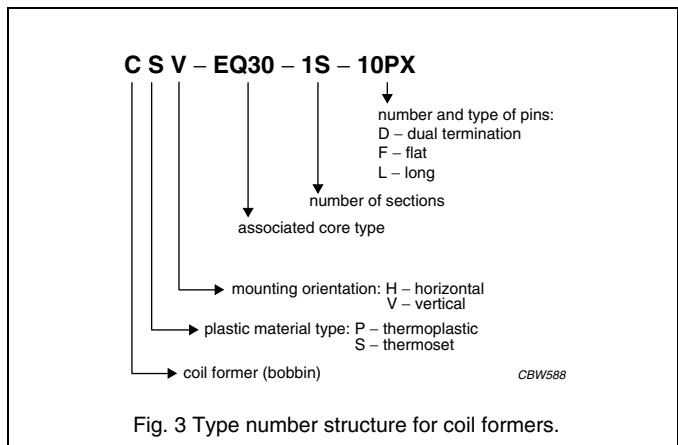 C S V – EQ30 – 1S – 10PX
number and type of pins:
D – dual termination
F – flat
L – long
number of sections
associated core type
mounting orientation: H – horizontal
V – vertical
plastic material type: P – thermoplastic
S – thermoset
coil former (bobbin)
CBW588
Fig. 3 Type number structure for coil formers.